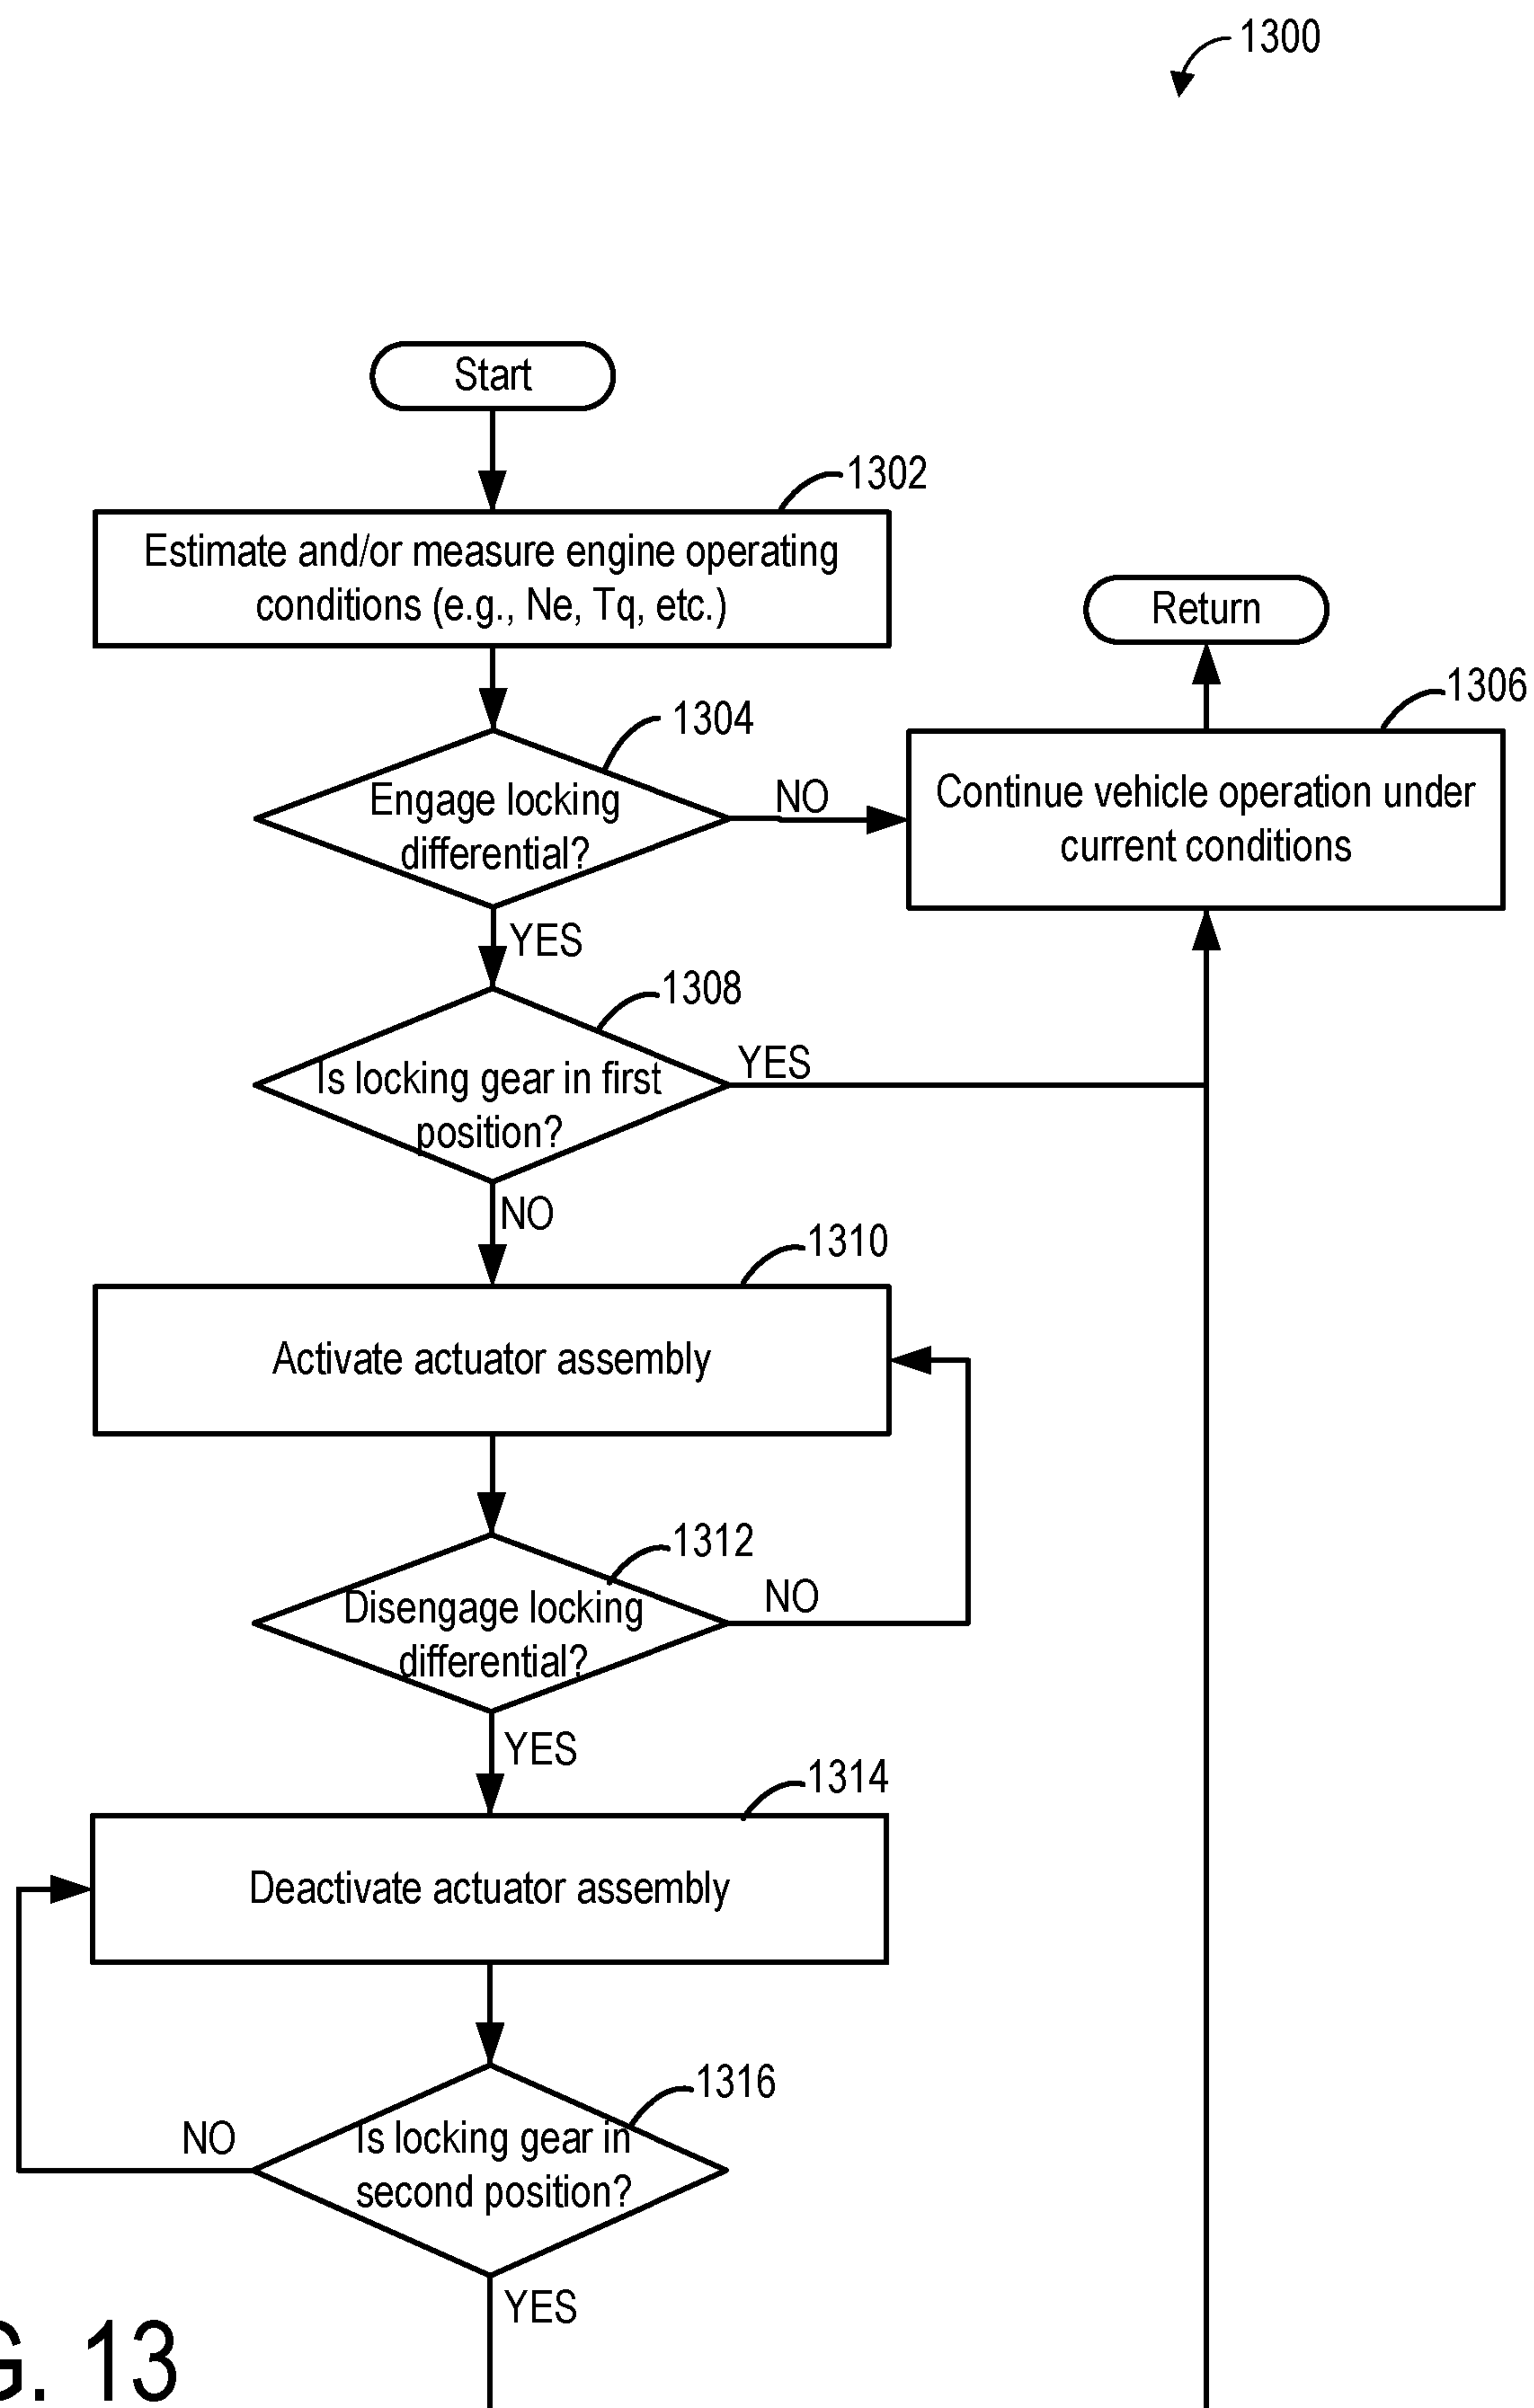 1300
Start
1302
Estimate and/or measure engine operating
conditions (e.g., Ne, Tq, etc.)
Return
1306
1304
Engage locking
differential?
NO
Continue vehicle operation under
current conditions
YES
1308
Is locking gear in first
position?
YES
NO
1310
Activate actuator assembly
1312
Disengage locking
differential?
NO
YES
1314
Deactivate actuator assembly
1316
Is locking gear in
second position?
NO
YES
G. 13